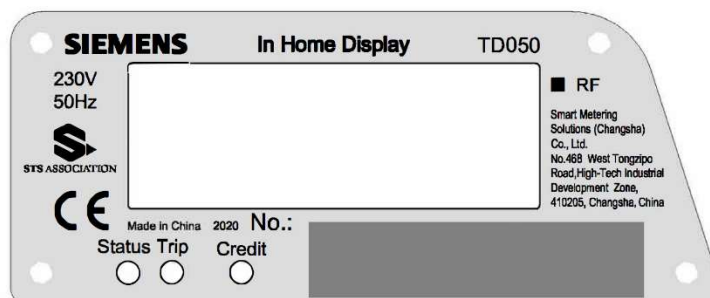 SIEMENS In Home Display TD050
230V
50Hz
RF
STS ASSOCIATION
Smart Metering
Solutions (Changsha)
Co., Ltd.
No.468 West Tongzipo
Road,High-Tech Industrial
Development Zone,
410205, Changsha, China
CE
Made in China 2020 No.:
Status Trip Credit